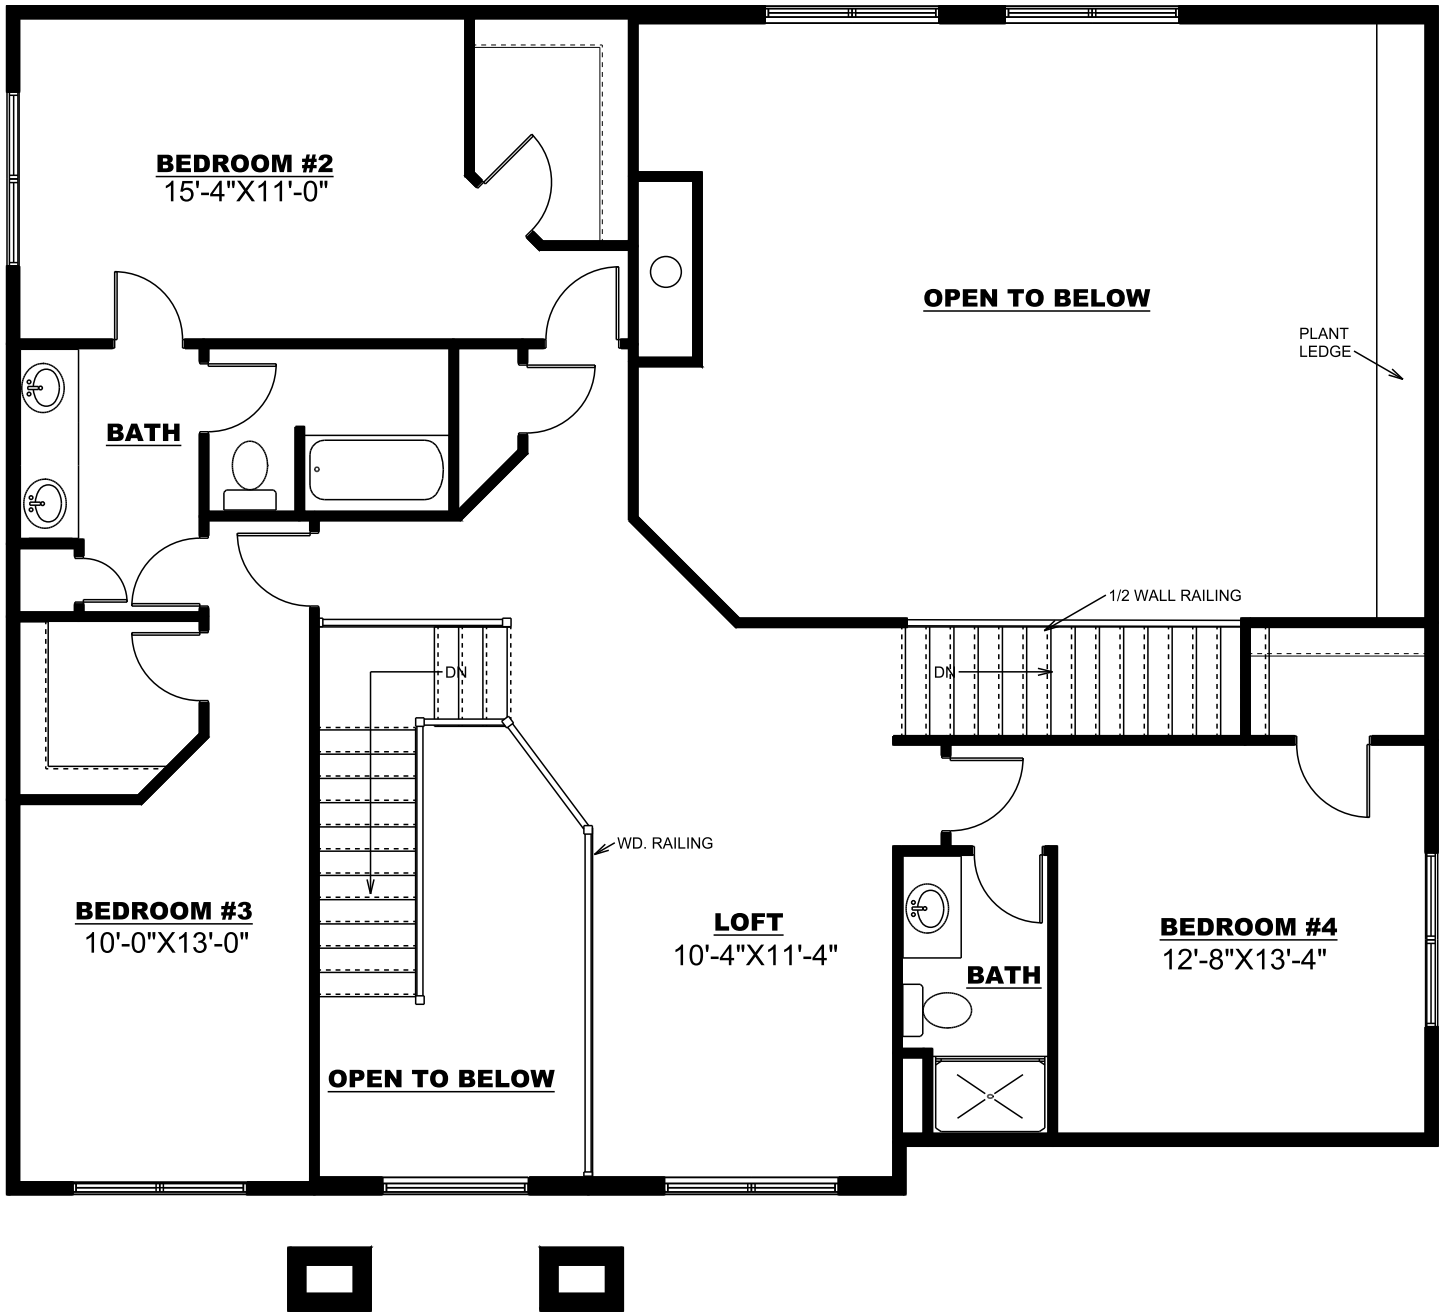 BEDROOM #2
15'-4"X11'-0"
OPEN TO BELOW
PLANT
LEDGE
BATH
1/2 WALL RAILING
DN
DN
WD. RAILING
BEDROOM #3
10'-0"X13'-0"
LOFT
10'-4"X11'-4"
BEDROOM #4
12'-8"X13'-4"
BATH
OPEN TO BELOW